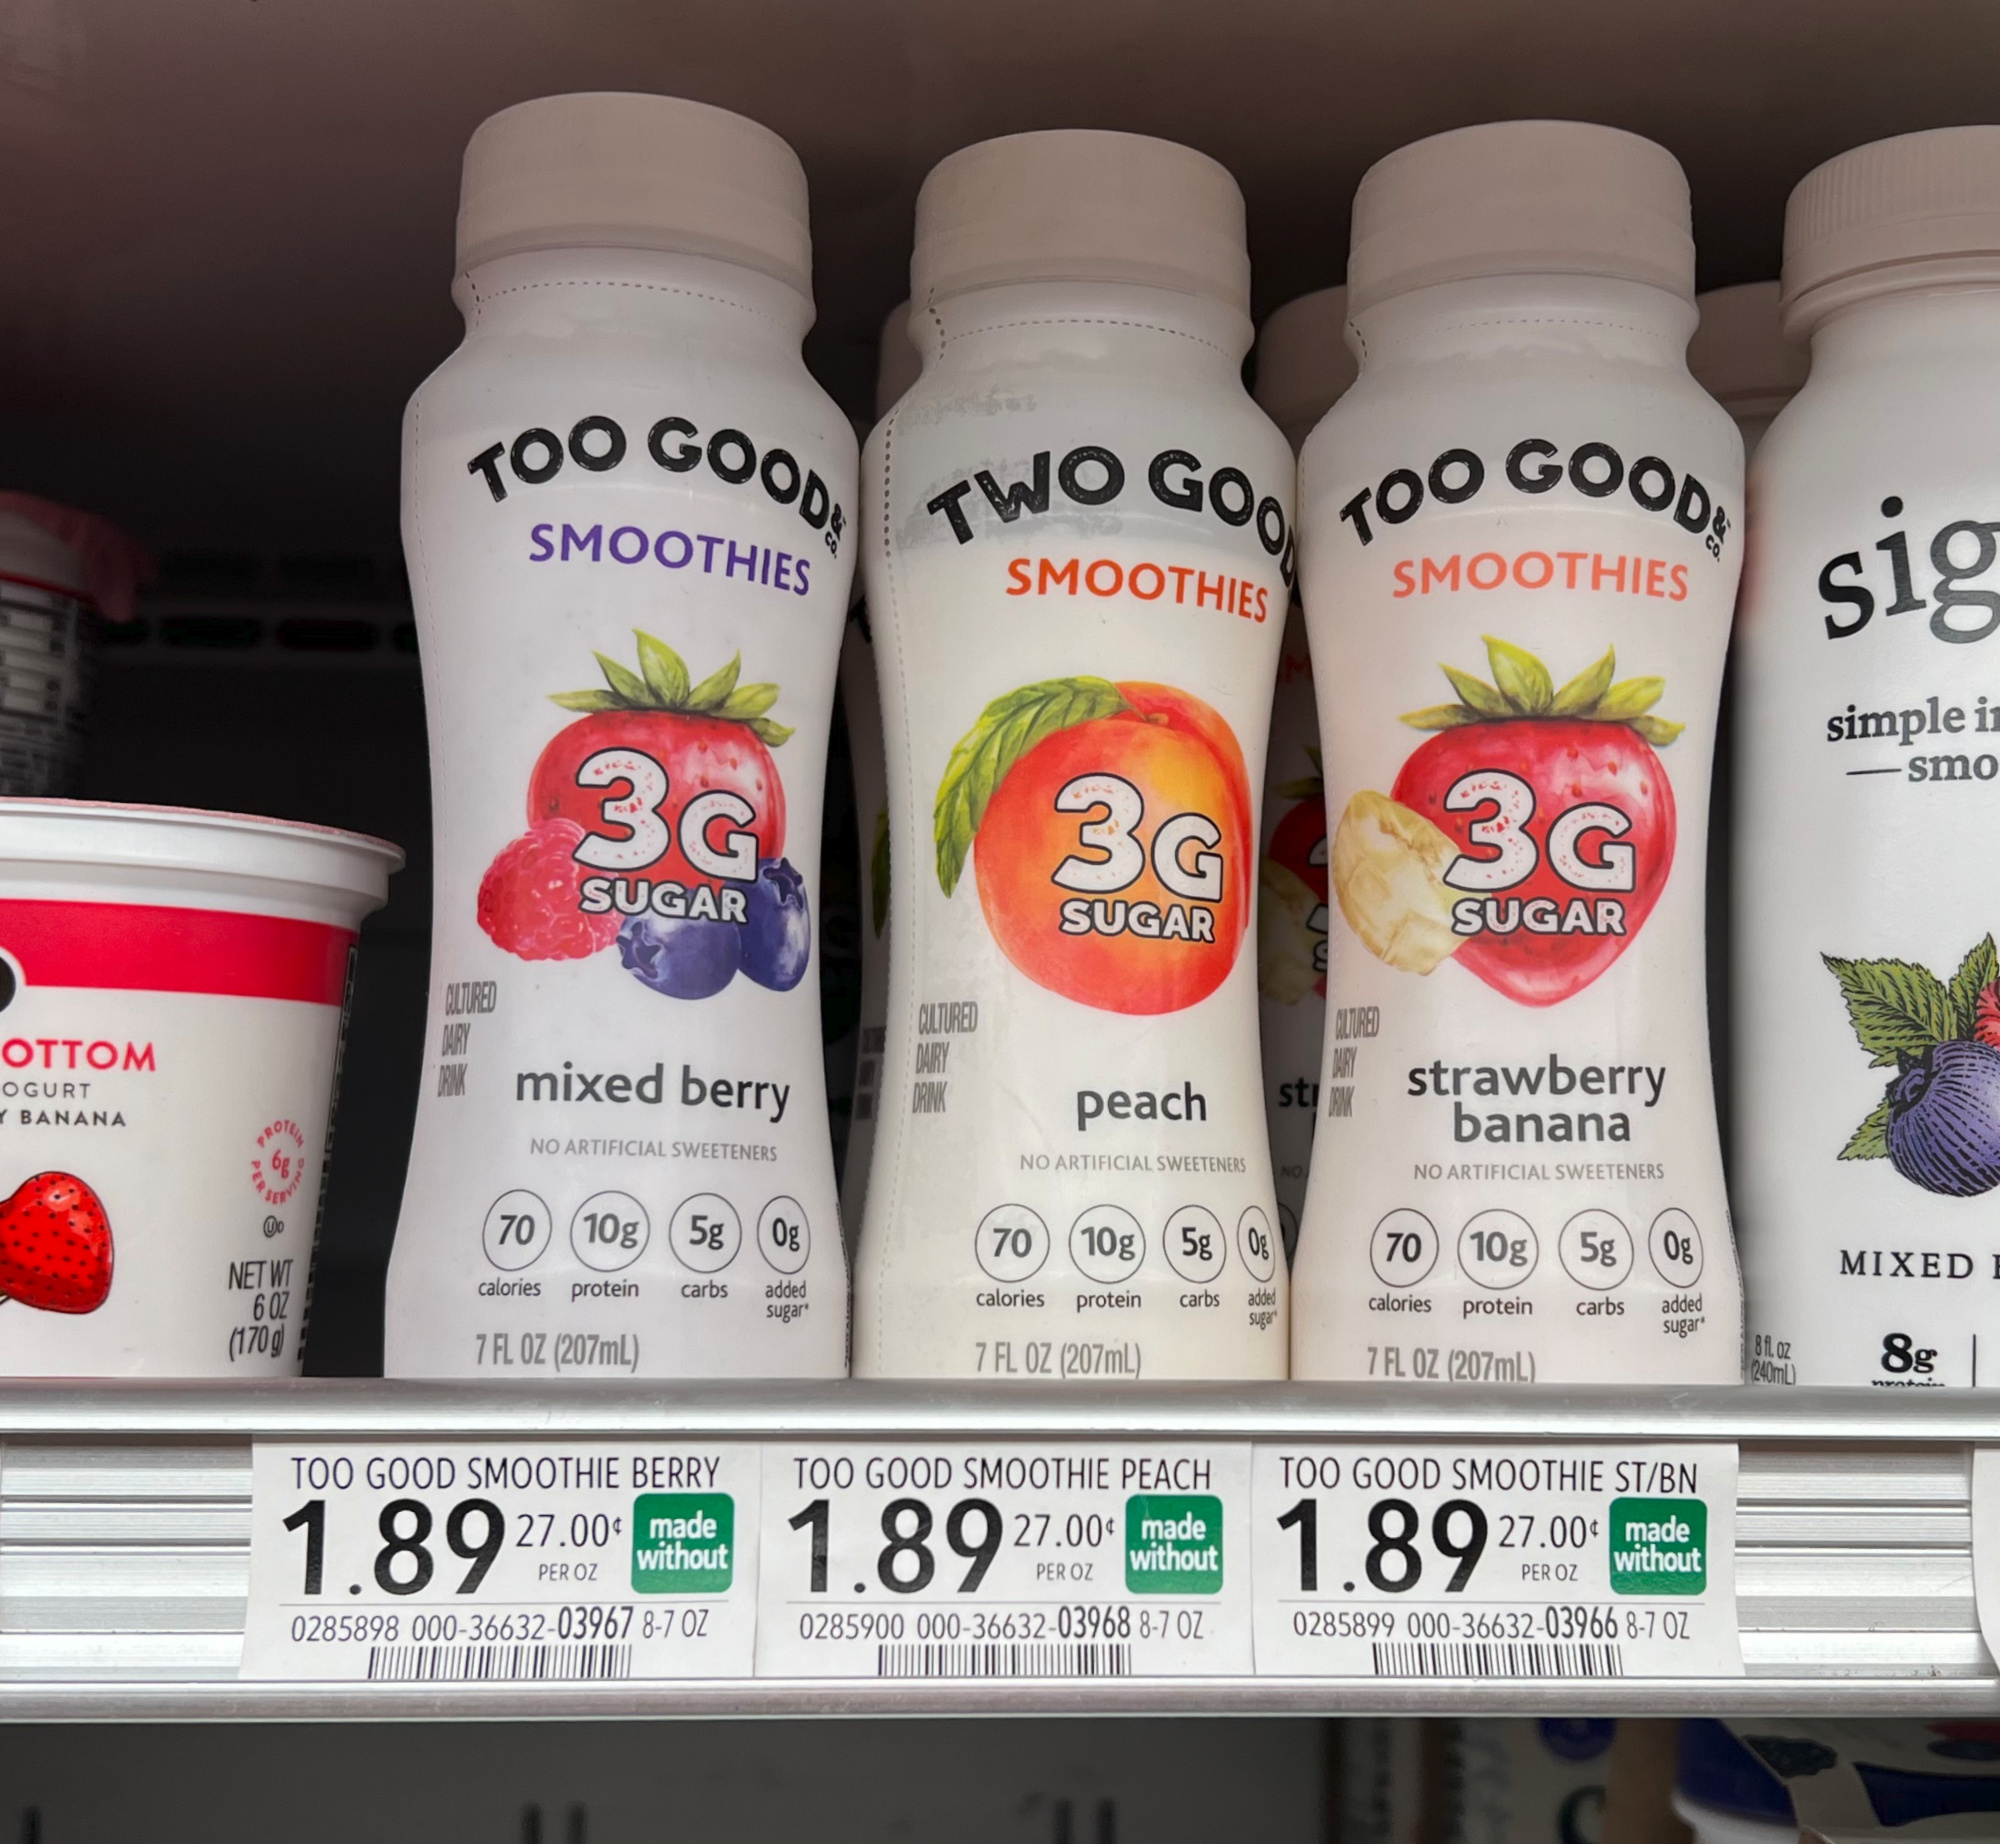 TOO GOOD & CO.
SMOOTHIES
3G
SUGAR
CULTURED
DAIRY
DRINK
mixed berry
NO ARTIFICIAL SWEETENERS
70 10g 5g 0g
calories protein carbs added
sugar*
7 FL OZ (207mL)
TWO GOOD
SMOOTHIES
3G
SUGAR
CULTURED
DAIRY
DRINK
peach
NO ARTIFICIAL SWEETENERS
70 10g 5g 0g
calories protein carbs added
sugar*
7 FL OZ (207mL)
TOO GOOD & CO.
SMOOTHIES
3G
SUGAR
CULTURED
DAIRY
DRINK
strawberry
banana
NO ARTIFICIAL SWEETENERS
70 10g 5g 0g
calories protein carbs added
sugar*
7 FL OZ (207mL)
sig
simple in
smo
MIXED
8 fl. oz
(240mL)
8g
protein
OTTOM
OGURT
Y BANANA
PROTEIN
6g
PER SERVING
NET WT
6 OZ
(170g)
TOO GOOD SMOOTHIE BERRY
1.89 27.00¢
PER OZ
made
without
0285898 000-36632-03967 8-7 OZ
TOO GOOD SMOOTHIE PEACH
1.89 27.00¢
PER OZ
made
without
0285900 000-36632-03968 8-7 OZ
TOO GOOD SMOOTHIE ST/BN
1.89 27.00¢
PER OZ
made
without
0285899 000-36632-03966 8-7 OZ